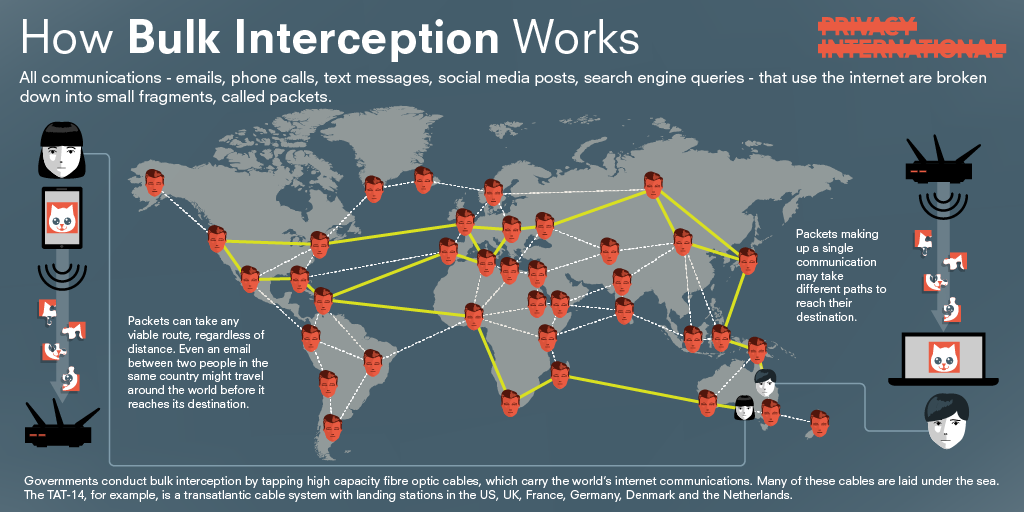 How Bulk Interception Works
PRIVACY
INTERNATIONAL
All communications - emails, phone calls, text messages, social media posts, search engine queries - that use the internet are broken
down into small fragments, called packets.
Packets making
up a single
communication
may take
different paths to
reach their
destination.
Packets can take any
viable route, regardless of
distance. Even an email
between two people in the
same country might travel
around the world before it
reaches its destination.
Governments conduct bulk interception by tapping high capacity fibre optic cables, which carry the world's internet communications. Many of these cables are laid under the sea.
The TAT-14, for example, is a transatlantic cable system with landing stations in the US, UK, France, Germany, Denmark and the Netherlands.